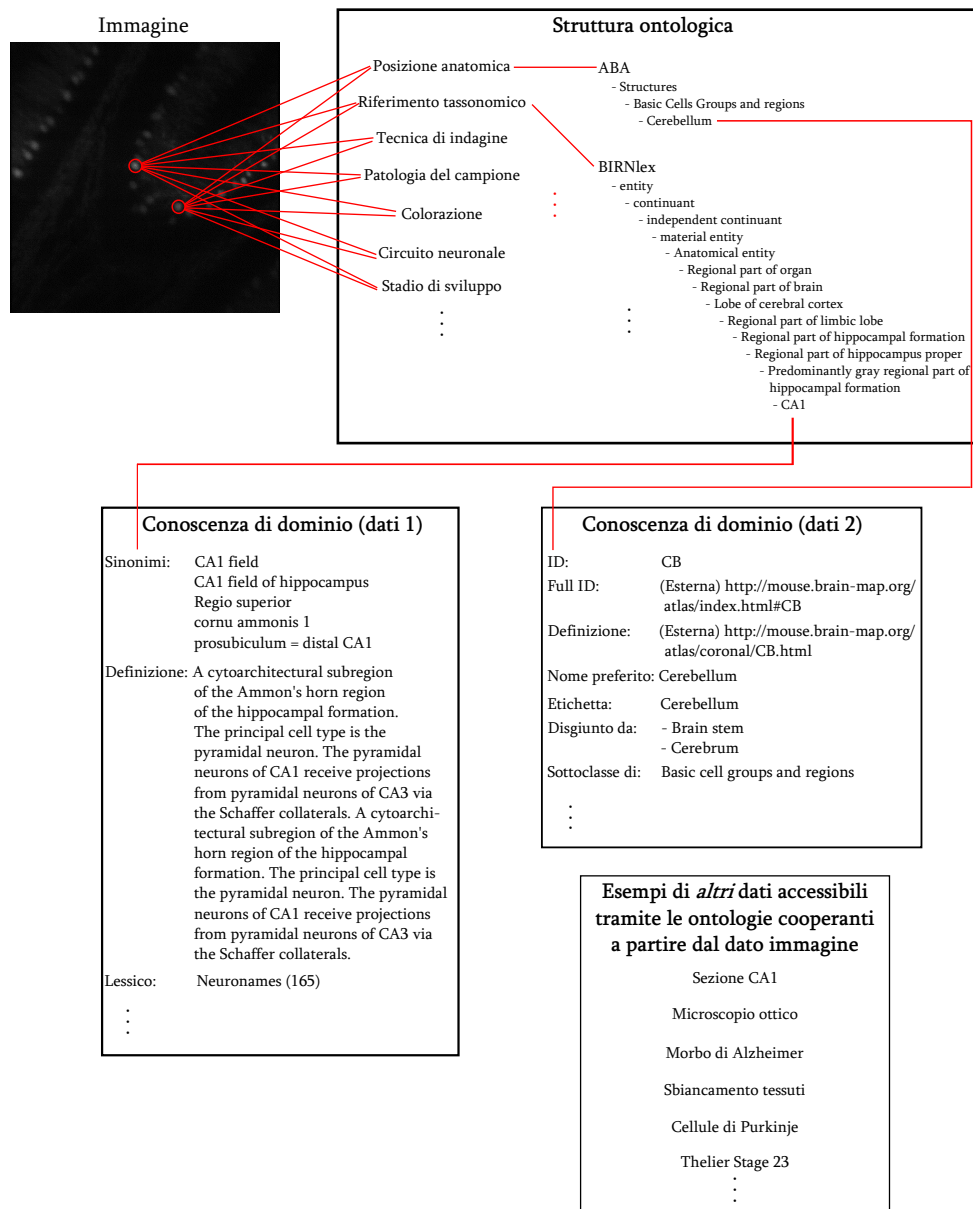 Immagine
Struttura ontologica
Posizione anatomica
Riferimento tassonomico
Tecnica di indagine
Patologia del campione
Colorazione
Circuito neuronale
Stadio di sviluppo
ABA
- Structures
- Basic Cells Groups and regions
- Cerebellum
BIRNlex
- entity
- continuant
- independent continuant
- material entity
- Anatomical entity
- Regional part of organ
- Regional part of brain
- Lobe of cerebral cortex
- Regional part of limbic lobe
- Regional part of hippocampal formation
- Regional part of hippocampus proper
- Predominantly gray regional part of
hippocampal formation
- CA1
Conoscenza di dominio (dati 1)
Sinonimi: CA1 field
CA1 field of hippocampus
Regio superior
cornu ammonis 1
prosubiculum = distal CA1
Definizione: A cytoarchitectural subregion
of the Ammon's horn region
of the hippocampal formation.
The principal cell type is the
pyramidal neuron. The pyramidal
neurons of CA1 receive projections
from pyramidal neurons of CA3 via
the Schaffer collaterals. A cytoarchi-
tectural subregion of the Ammon's
horn region of the hippocampal
formation. The principal cell type is
the pyramidal neuron. The pyramidal
neurons of CA1 receive projections
from pyramidal neurons of CA3 via
the Schaffer collaterals.
Lessico: Neuronames (165)
Conoscenza di dominio (dati 2)
ID: CB
Full ID: (Esterna) http://mouse.brain-map.org/
atlas/index.html#CB
Definizione: (Esterna) http://mouse.brain-map.org/
atlas/coronal/CB.html
Nome preferito: Cerebellum
Etichetta: Cerebellum
Disgiunto da: - Brain stem
- Cerebrum
Sottoclasse di: Basic cell groups and regions
Esempi di altri dati accessibili
tramite le ontologie cooperanti
a partire dal dato immagine
Sezione CA1
Microscopio ottico
Morbo di Alzheimer
Sbiancamento tessuti
Cellule di Purkinje
Thelier Stage 23